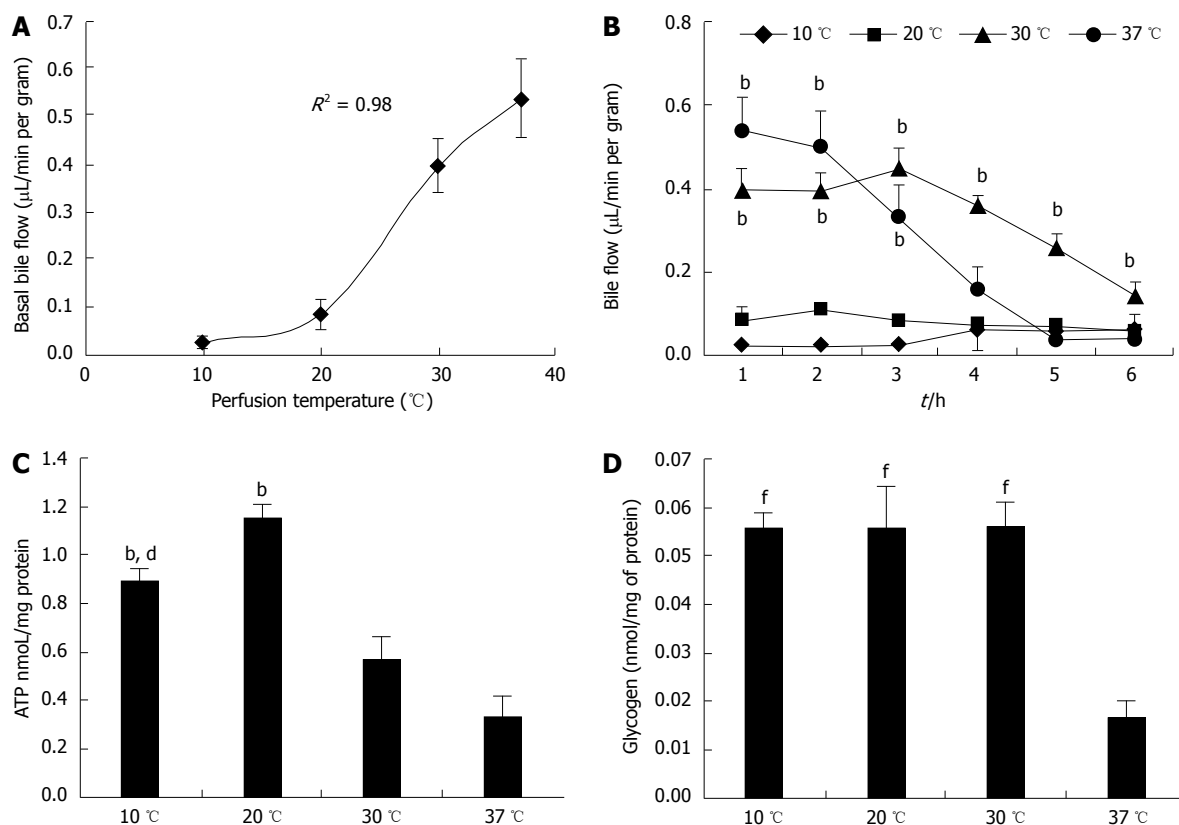 A
Basal bile flow (μL/min per gram)
0.7
0.6
0.5
0.4
0.3
0.2
0.1
0.0
R² = 0.98
0 10 20 30 40
Perfusion temperature (℃)
B
10 ℃ 20 ℃ 30 ℃ 37 ℃
Bile flow (μL/min per gram)
0.8
0.6
0.4
0.2
0.0
b b b b b b
b b b
1 2 3 4 5 6
t/h
C
ATP nmoL/mg protein
1.4
1.2
1.0
0.8
0.6
0.4
0.2
0.0
b, d b
10 ℃ 20 ℃ 30 ℃ 37 ℃
D
Glycogen (nmol/mg of protein)
0.07
0.06
0.05
0.04
0.03
0.02
0.01
0.00
f f f
10 ℃ 20 ℃ 30 ℃ 37 ℃